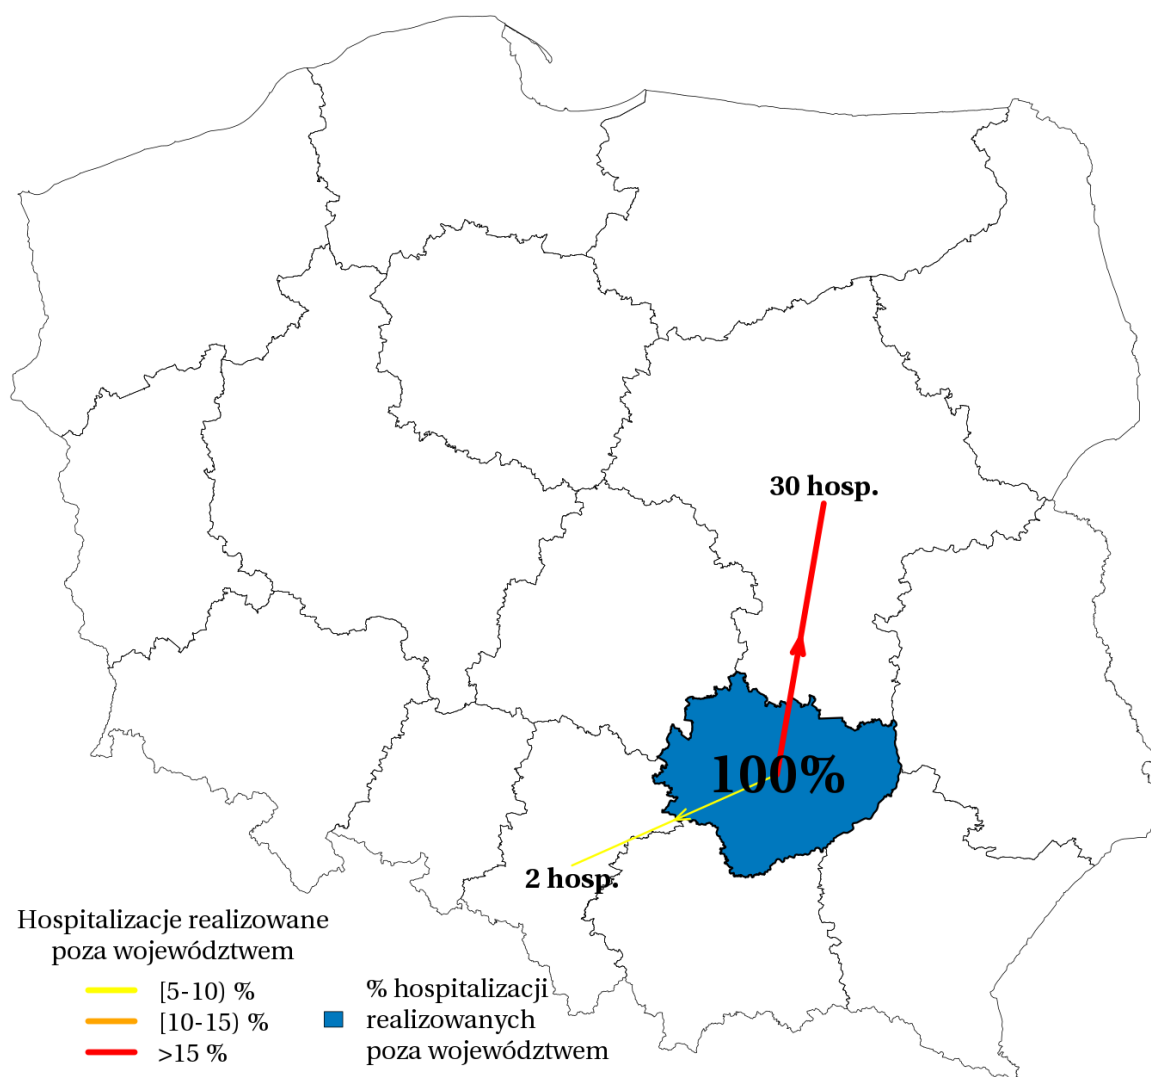 30 hosp.
100%
2 hosp.
Hospitalizacje realizowane
poza województwem
[5-10) %
[10-15) %
>15 %
% hospitalizacji
realizowanych
poza województwem